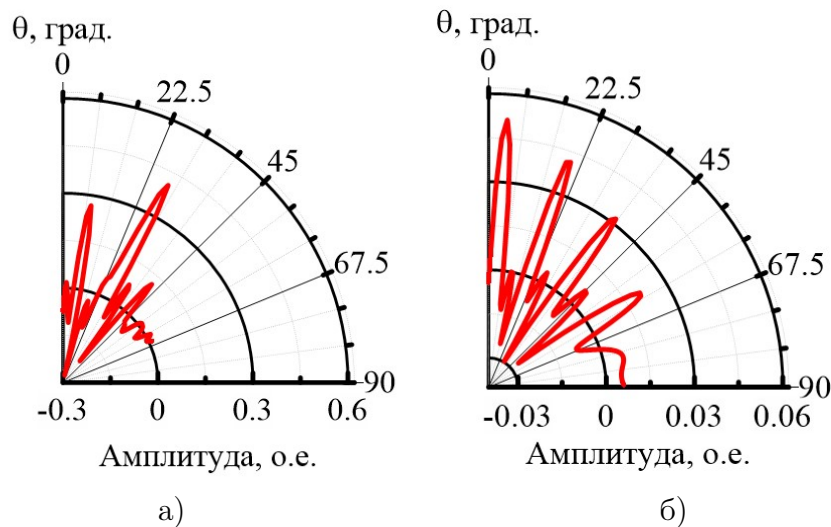 θ, град.
0
22.5
45
67.5
90
-0.3 0 0.3 0.6
Амплитуда, о.е.
а)
θ, град.
0
22.5
45
67.5
90
-0.03 0 0.03 0.06
Амплитуда, о.е.
б)